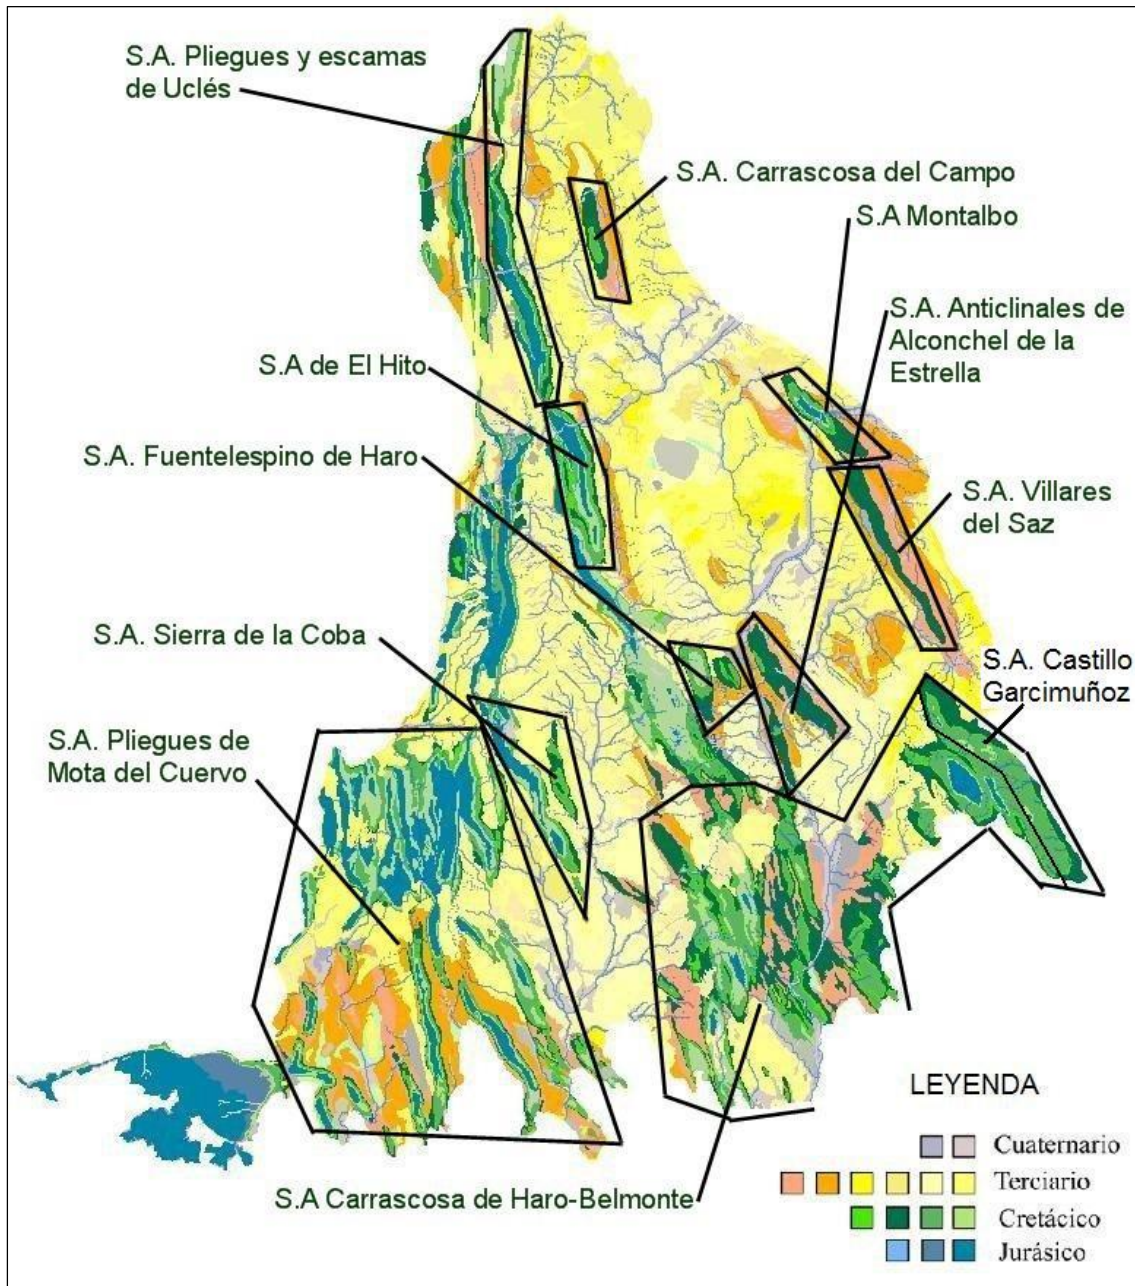 S.A. Pliegues y escamas
de Uclés
S.A. Carrascosa del Campo
S.A Montalbo
S.A. Anticlinales de
Alconchel de la
Estrella
S.A de El Hito
S.A. Fuentelespino de Haro
S.A. Villares
del Saz
S.A. Sierra de la Coba
S.A. Castillo
Garcimuñoz
S.A. Pliegues de
Mota del Cuervo
S.A Carrascosa de Haro-Belmonte
LEYENDA
Cuaternario
Terciario
Cretácico
Jurásico